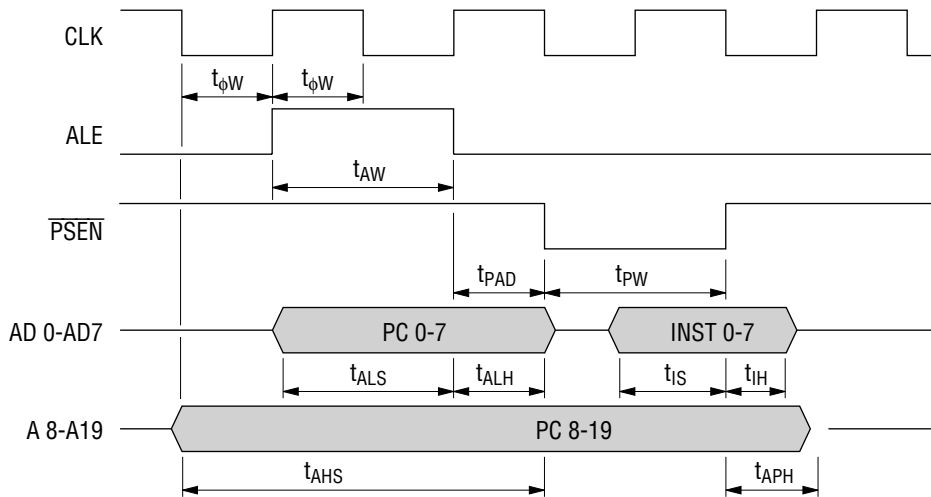 CLK
tϕW tϕW
ALE
tAW
PSEN
tPAD tPW
AD 0-AD7 PC 0-7 INST 0-7
tALS tALH tIS tIH
A 8-A19 PC 8-19
tAHS tAPH